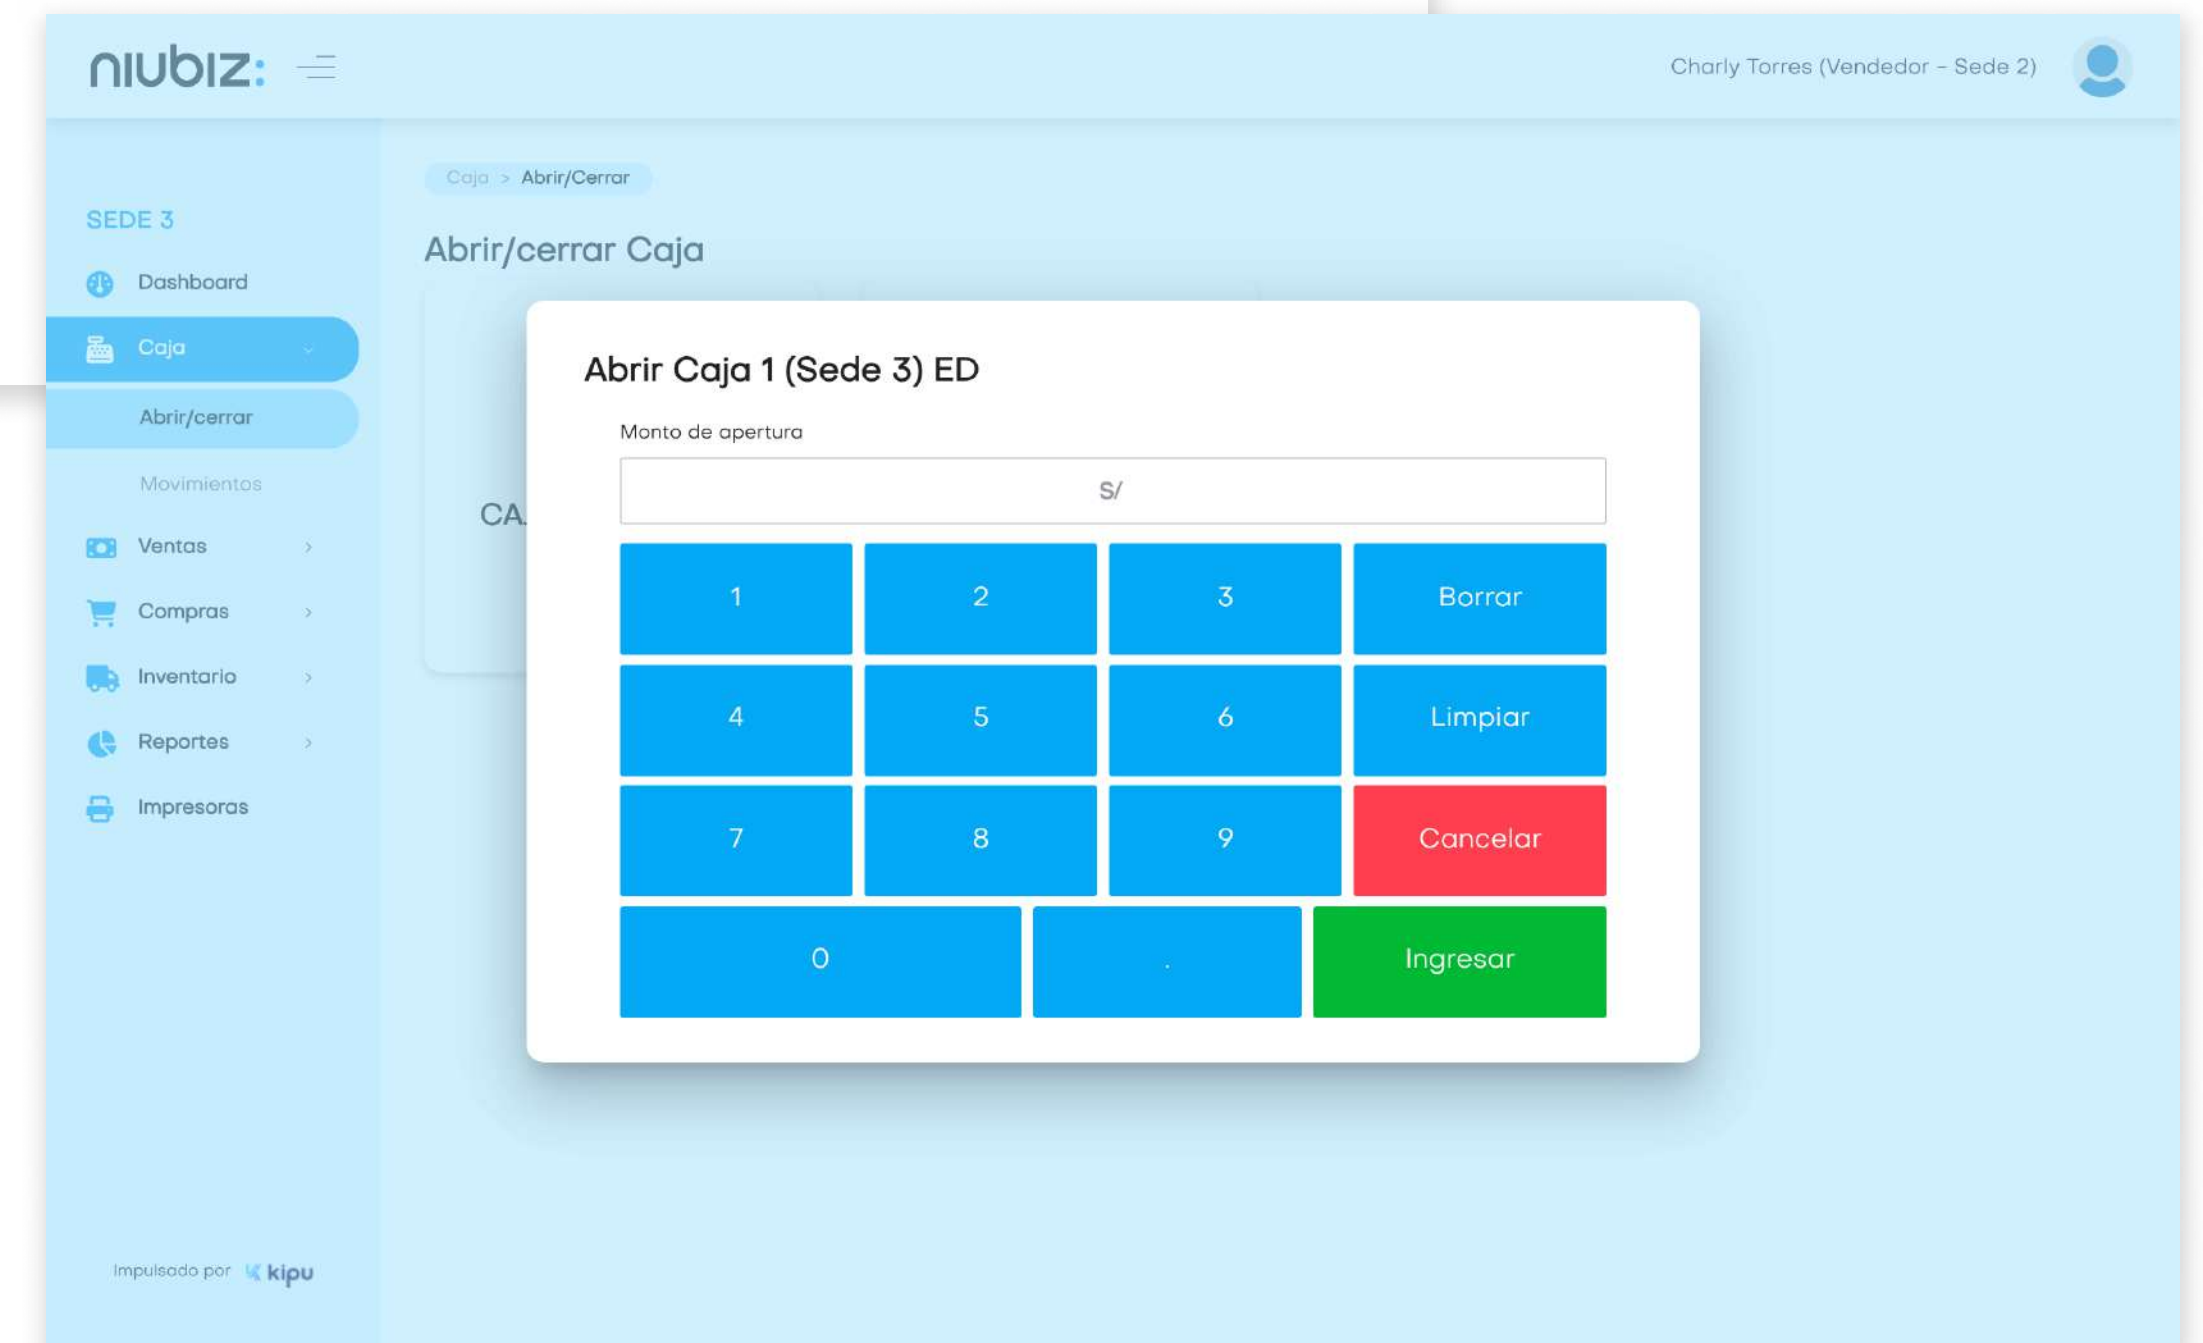 niubiz:
Charly Torres (Vendedor - Sede 2)
Caja > Abrir/Cerrar
SEDE 3
Abrir/cerrar Caja
Dashboard
Caja
Abrir/cerrar
Movimientos
Ventas
Compras
Inventario
Reportes
Impresoras
CA
Abrir Caja 1 (Sede 3) ED
Monto de apertura
S/
1 2 3 Borrar
4 5 6 Limpiar
7 8 9 Cancelar
0 . Ingresar
Impulsado por kipu